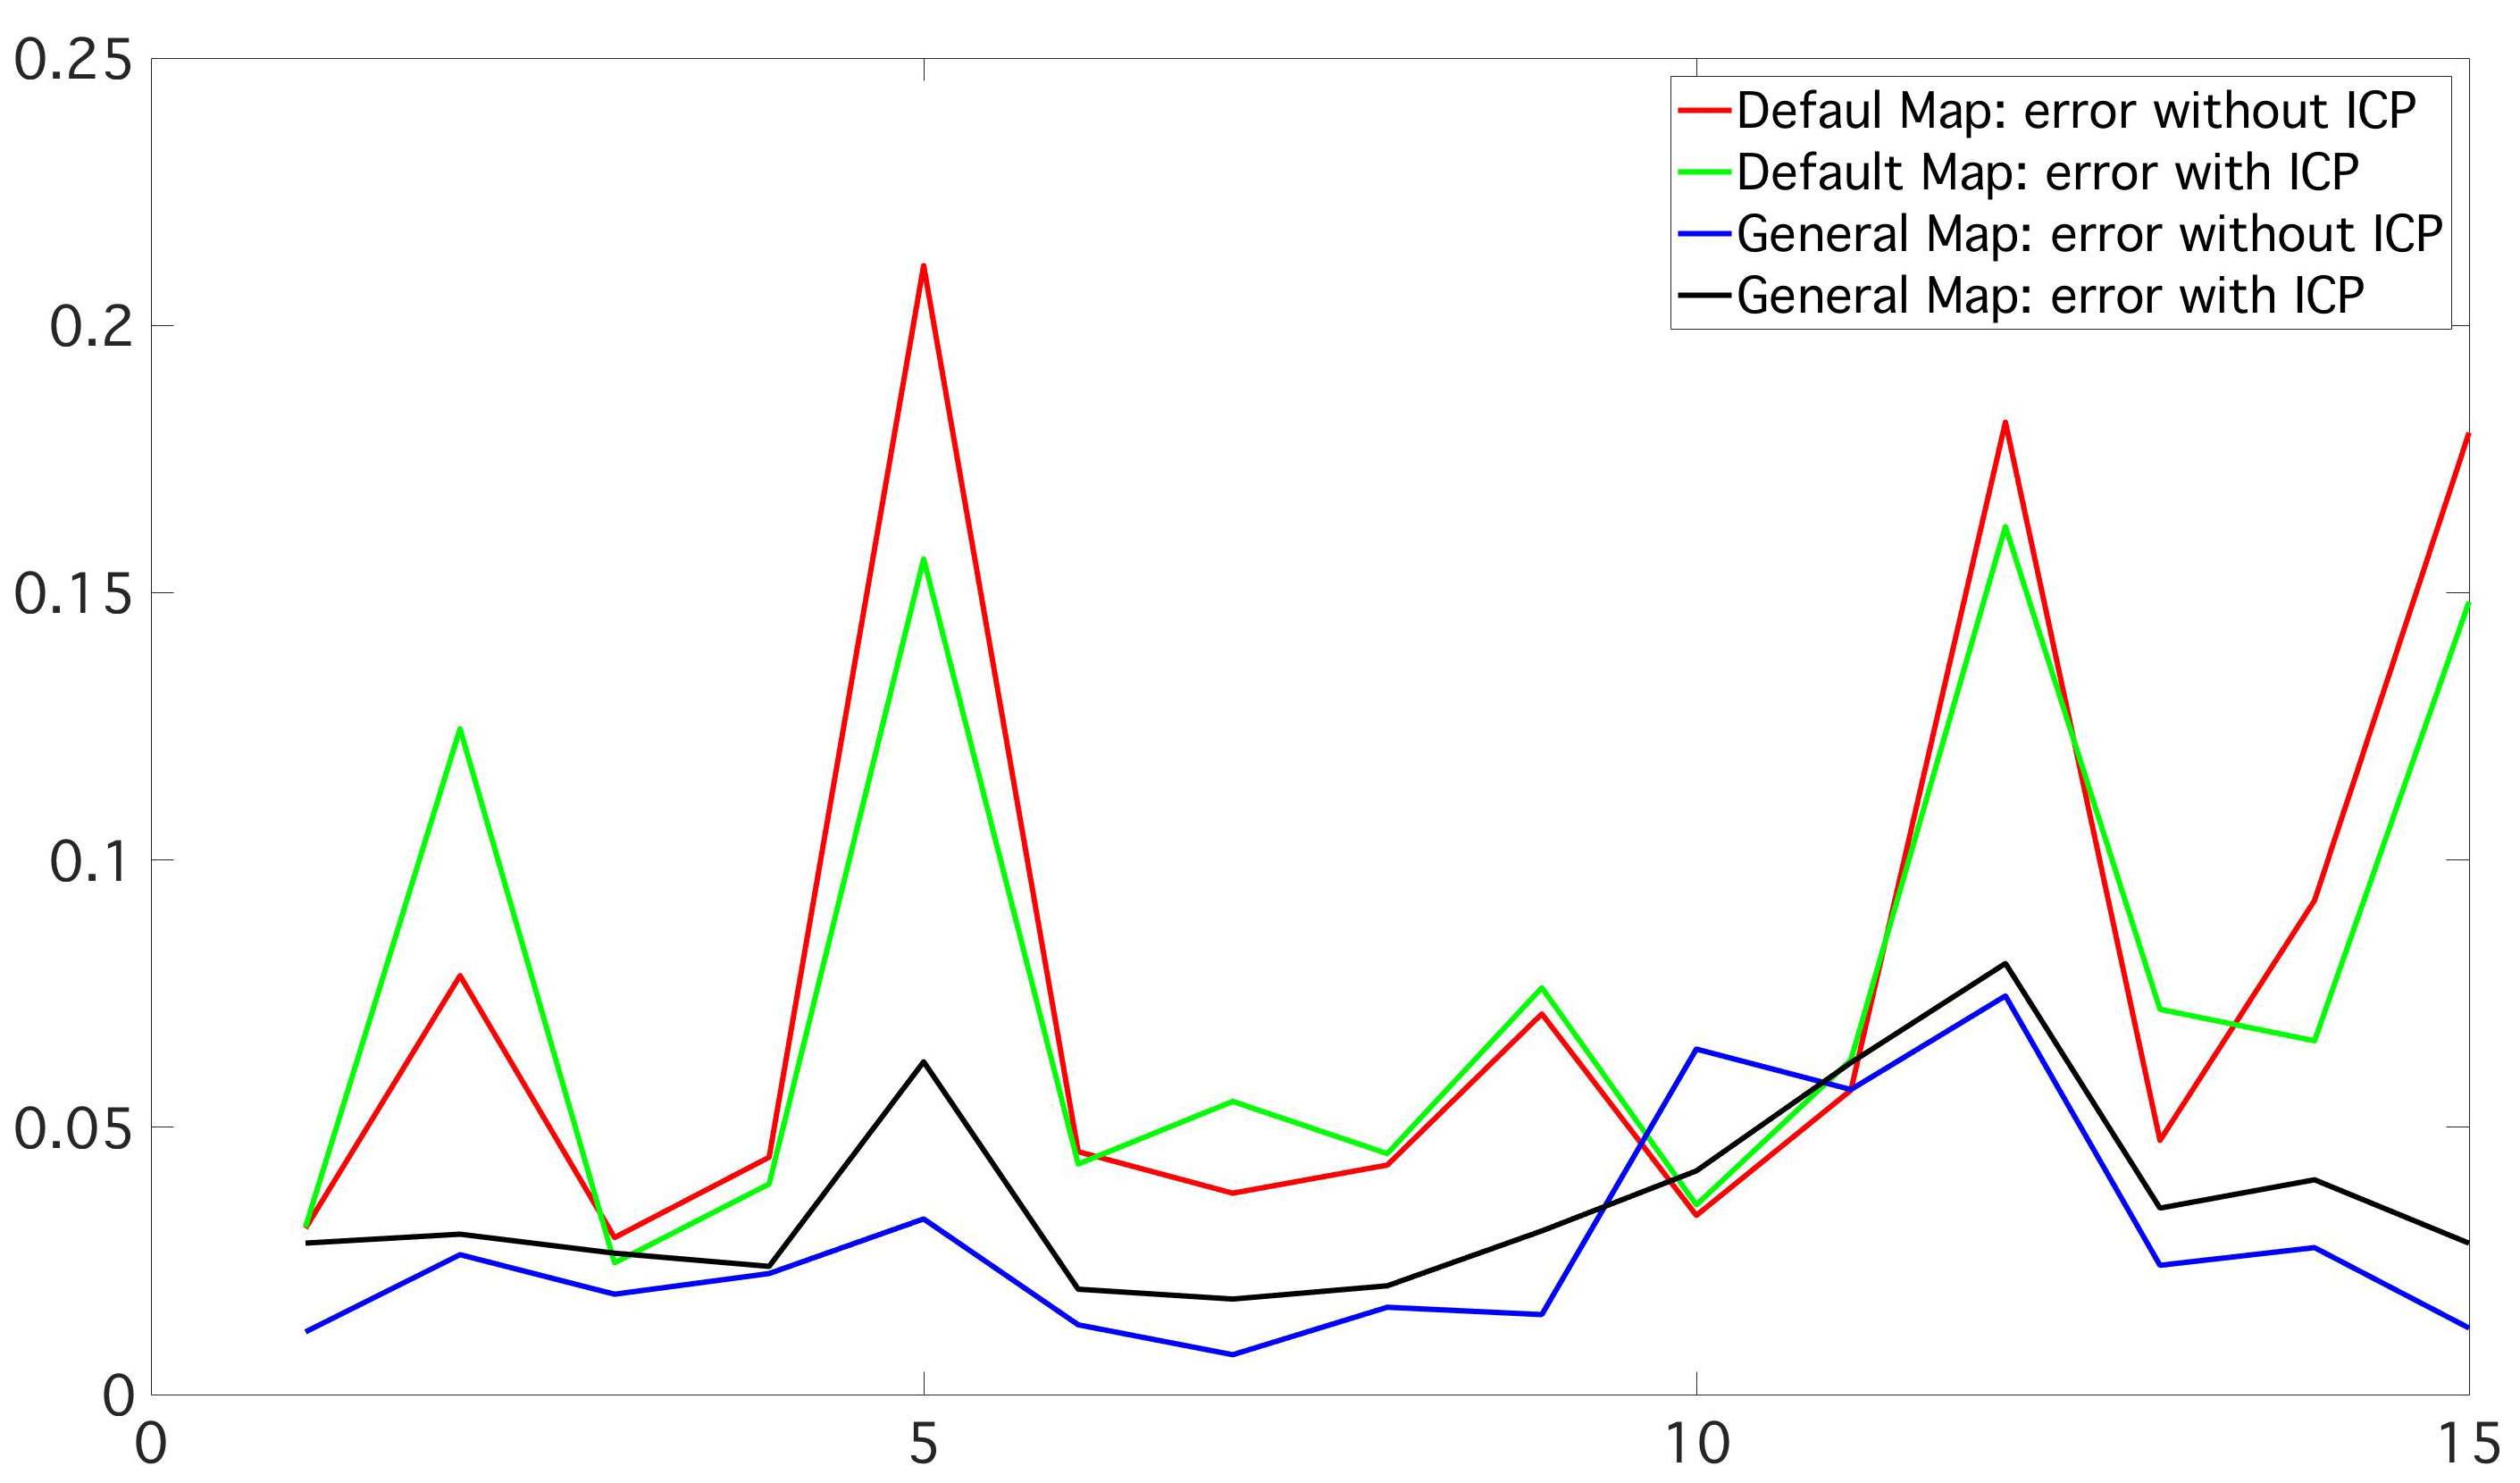 0.25
Defaul Map: error without ICP
Default Map: error with ICP
General Map: error without ICP
General Map: error with ICP
0.2
0.15
0.1
0.05
0
0 5 10 15